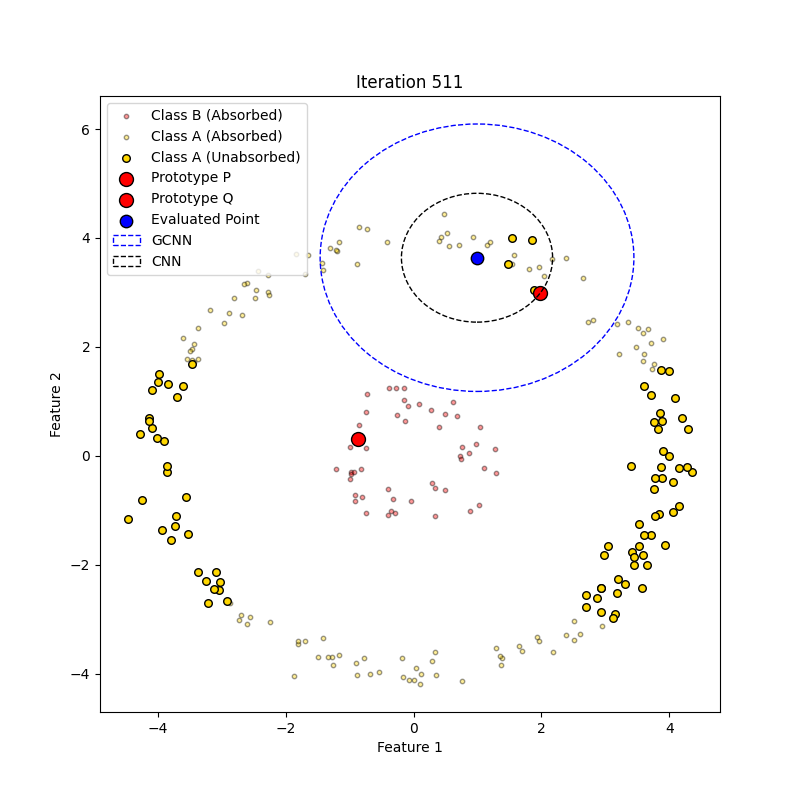 Iteration 511
Class B (Absorbed)
Class A (Absorbed)
Class A (Unabsorbed)
Prototype P
Prototype Q
Evaluated Point
GCNN
CNN
6
4
2
0
−2
−4
Feature 2
−4
−2
0
2
4
Feature 1